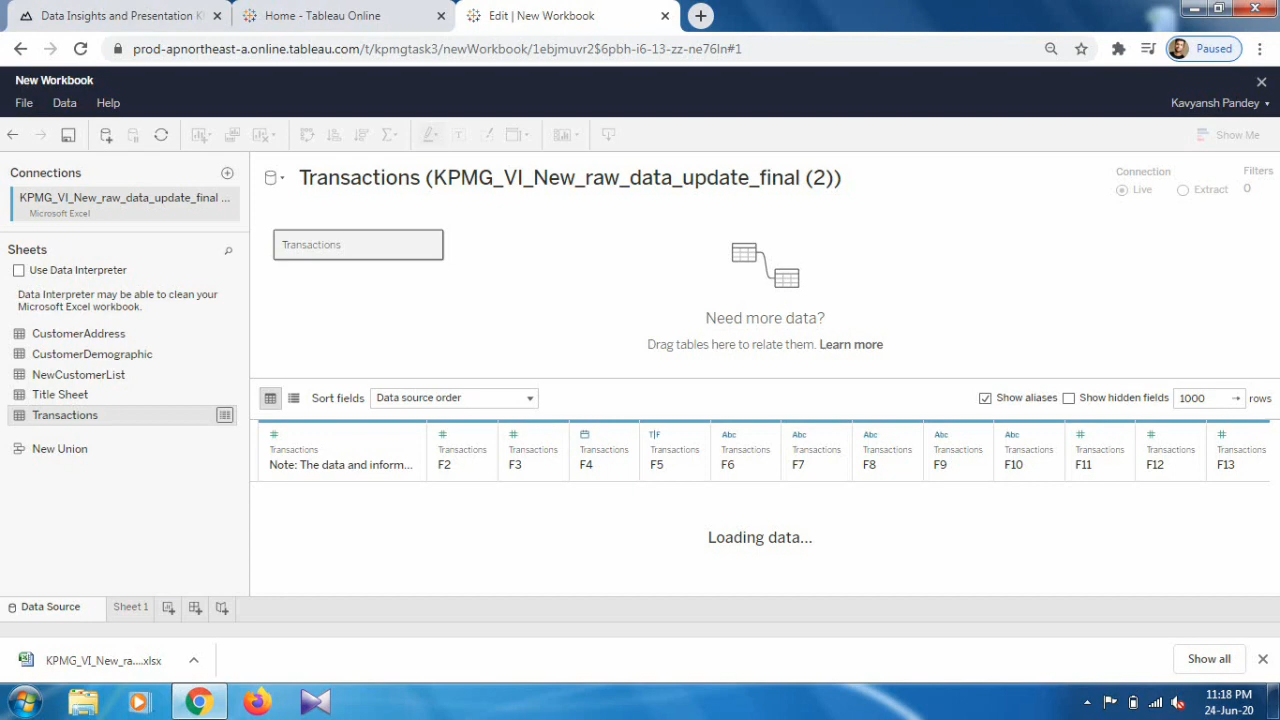 Data Insights and Presentation K
Home - Tableau Online
Edit | New Workbook
prod-apnortheast-a.online.tableau.com/t/kpmgtask3/newWorkbook/1ebjmuvr2$6pbh-i6-13-zz-ne76ln#1
Paused
New Workbook
File Data Help
Kavyansh Pandey
Show Me
Connections
KPMG_VI_New_raw_data_update_final ...
Microsoft Excel
Transactions (KPMG_VI_New_raw_data_update_final (2))
Connection
Live Extract
Filters
0
Sheets
Use Data Interpreter
Data Interpreter may be able to clean your
Microsoft Excel workbook.
CustomerAddress
CustomerDemographic
NewCustomerList
Title Sheet
Transactions
New Union
Transactions
Need more data?
Drag tables here to relate them. Learn more
Sort fields Data source order
Show aliases Show hidden fields 1000 → rows
# # # T|F Abc Abc Abc Abc Abc # # #
Transactions Transactions Transactions Transactions Transactions Transactions Transactions Transactions Transactions Transactions Transactions Transactions Transactions
Note: The data and inform... F2 F3 F4 F5 F6 F7 F8 F9 F10 F11 F12 F13
Loading data...
Data Source Sheet 1
KPMG_VI_New_ra....xlsx
Show all
11:18 PM
24-Jun-20